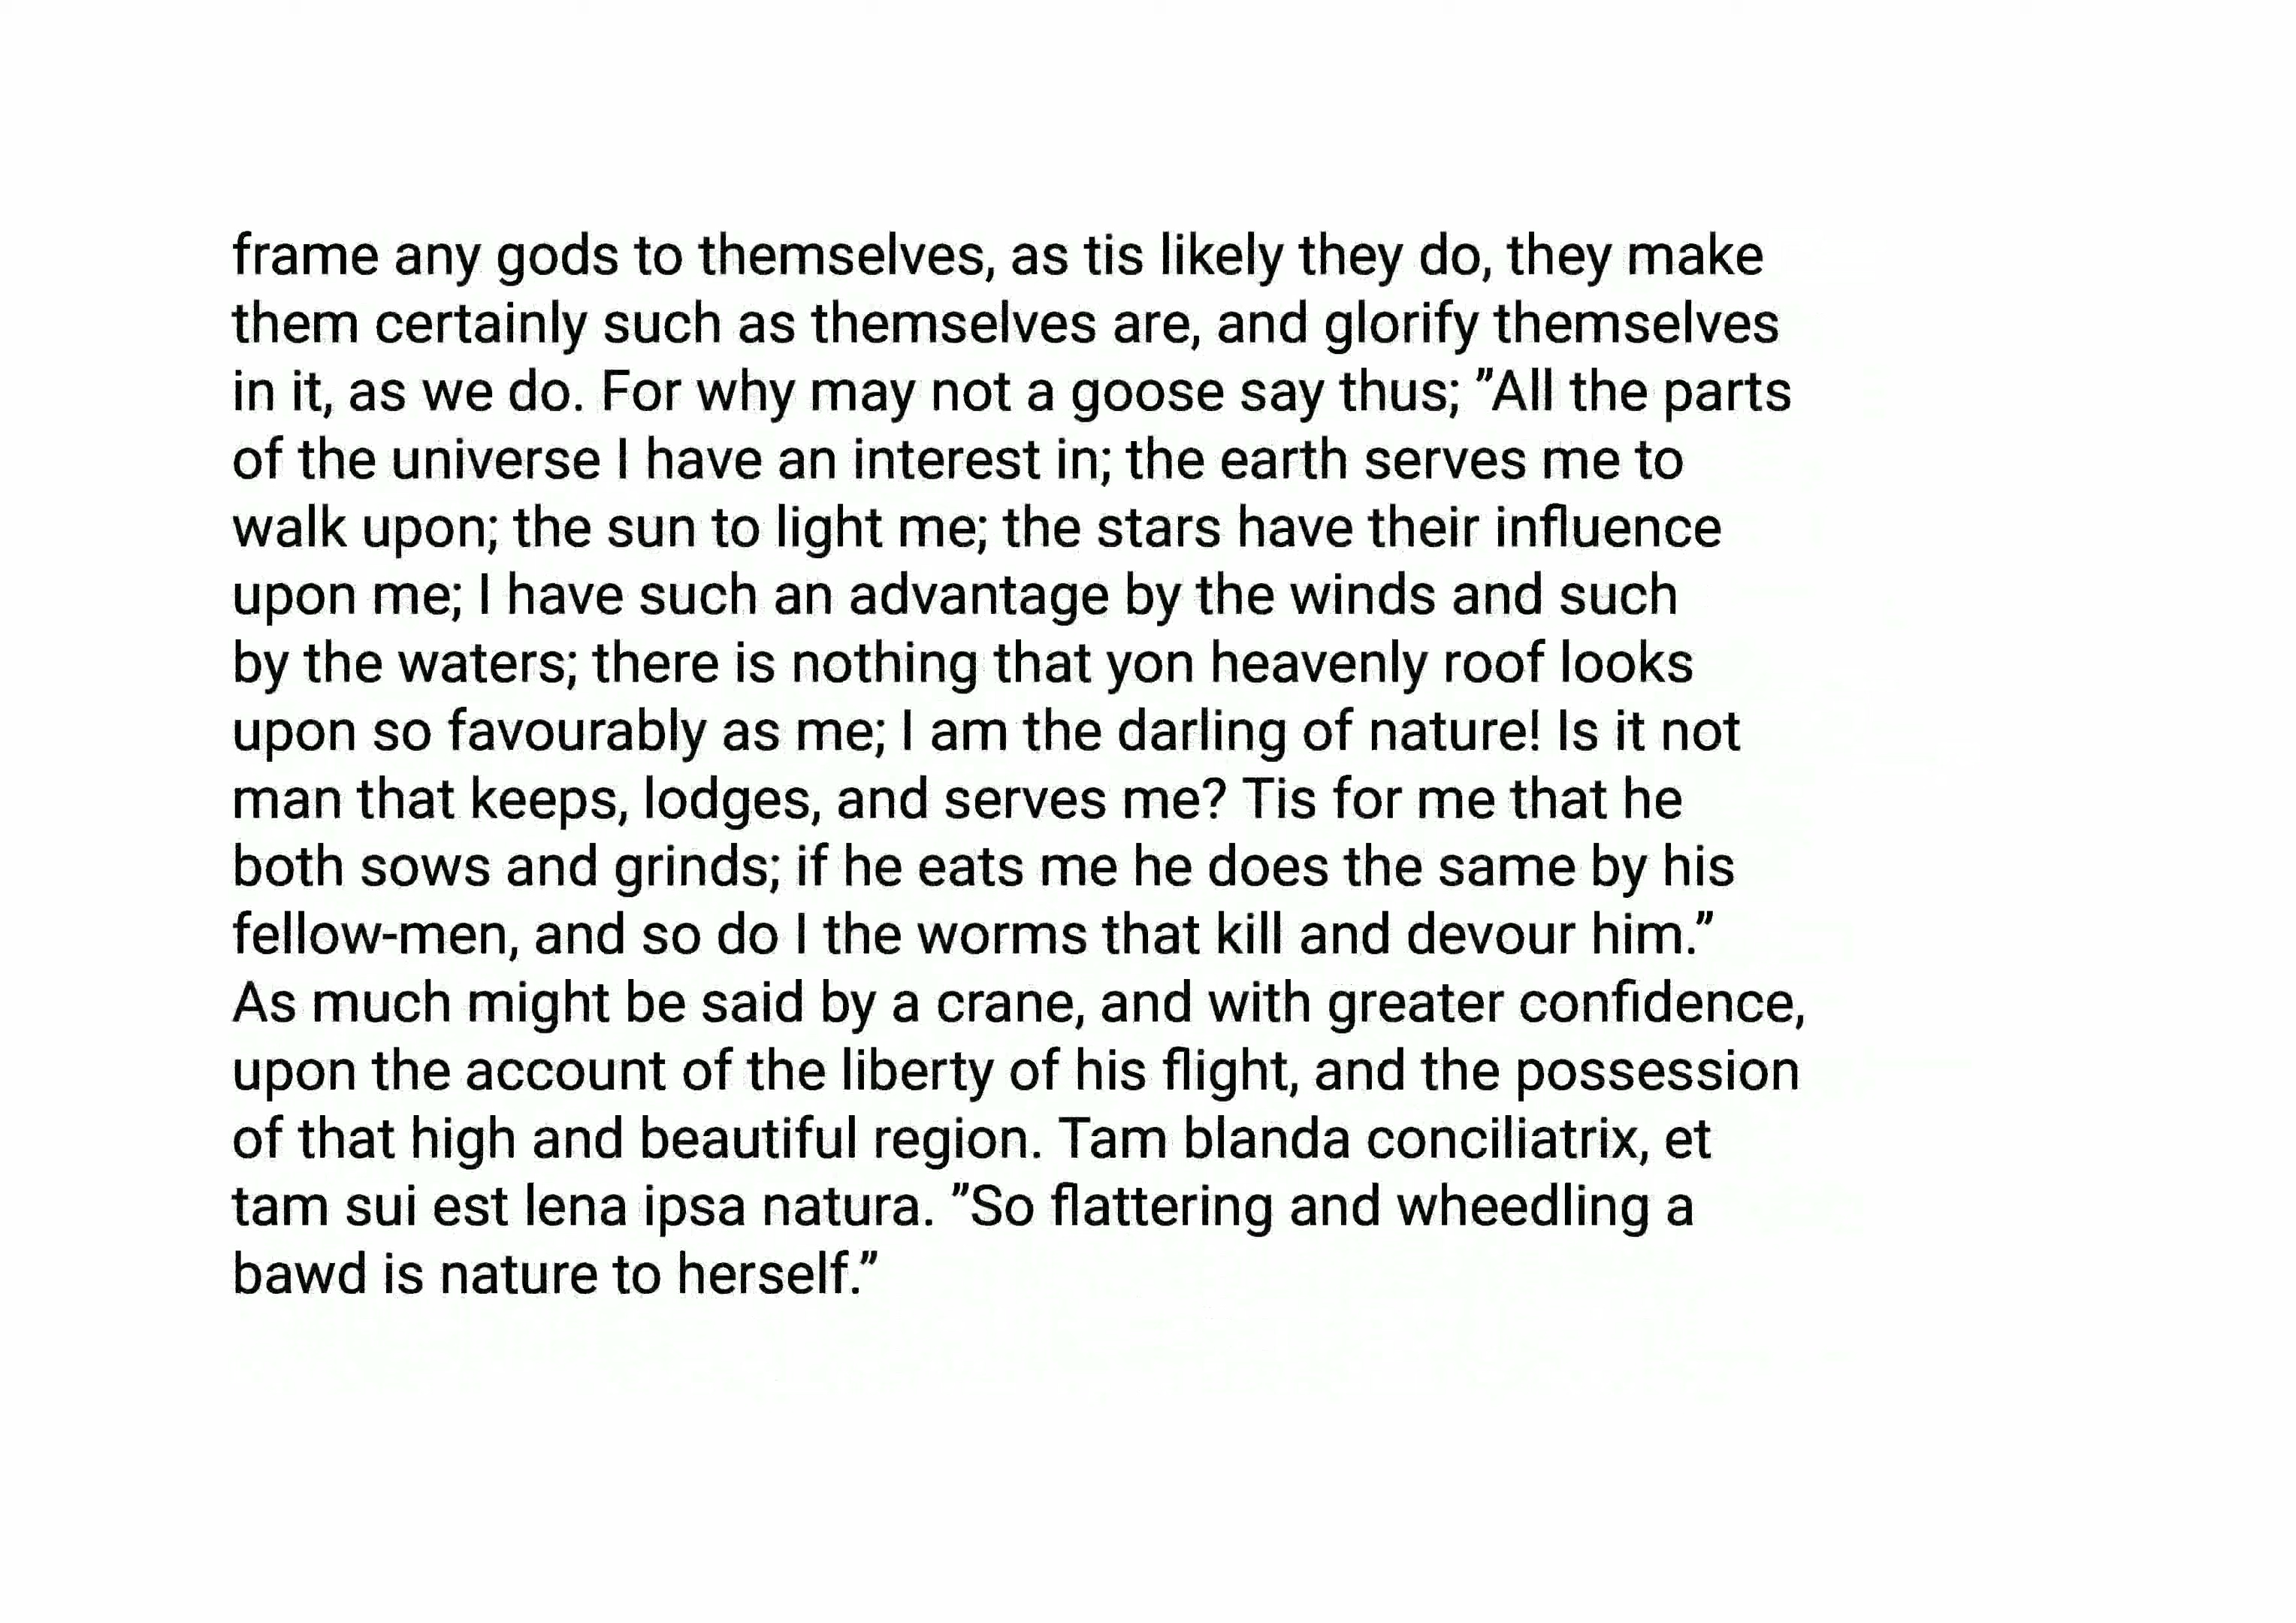 frame any gods to themselves, as tis likely they do, they make
them certainly such as themselves are, and glorify themselves
in it, as we do. For why may not a goose say thus; ”All the parts
of the universe I have an interest in; the earth serves me to
walk upon; the sun to light me; the stars have their influence
upon me; I have such an advantage by the winds and such
by the waters; there is nothing that yon heavenly roof looks
upon so favourably as me; I am the darling of nature! Is it not
man that keeps, lodges, and serves me? Tis for me that he
both sows and grinds; if he eats me he does the same by his
fellow-men, and so do I the worms that kill and devour him.”
As much might be said by a crane, and with greater confidence,
upon the account of the liberty of his flight, and the possession
of that high and beautiful region. Tam blanda conciliatrix, et
tam sui est lena ipsa natura. ”So flattering and wheedling a
bawd is nature to herself.”